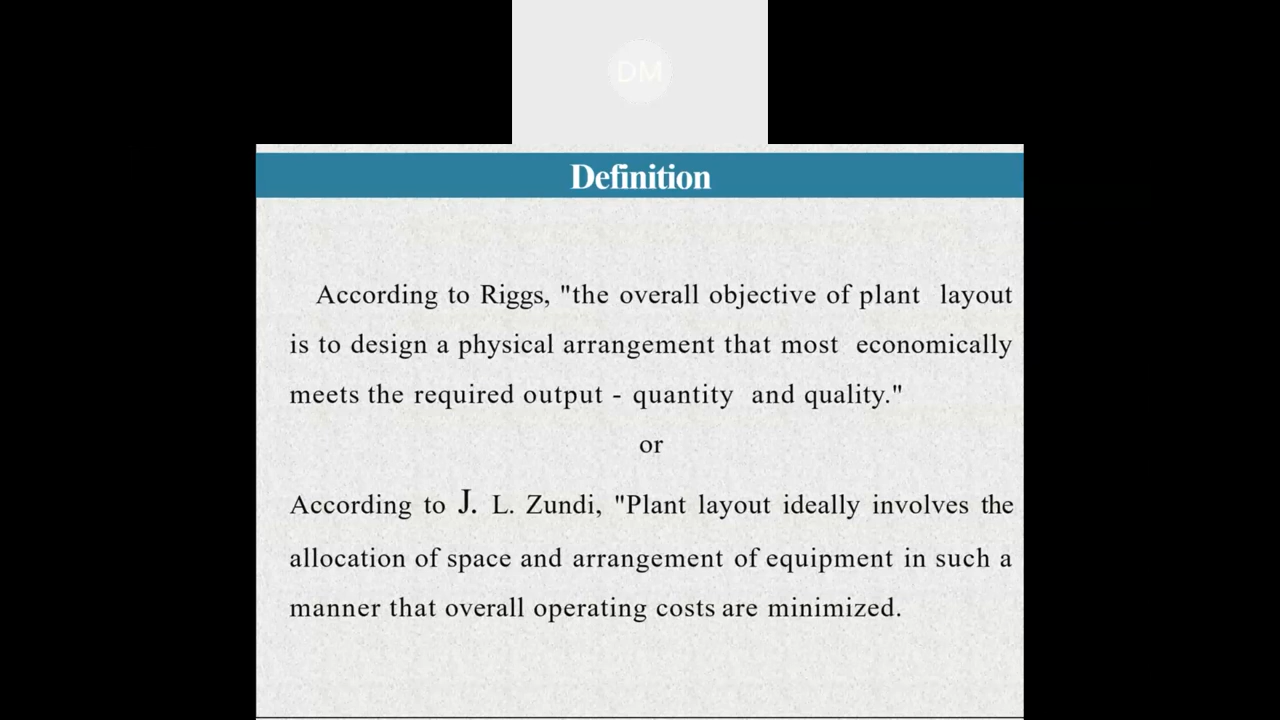 DM
Definition
According to Riggs, "the overall objective of plant layout
is to design a physical arrangement that most economically
meets the required output - quantity and quality."
or
According to J. L. Zundi, "Plant layout ideally involves the
allocation of space and arrangement of equipment in such a
manner that overall operating costs are minimized.